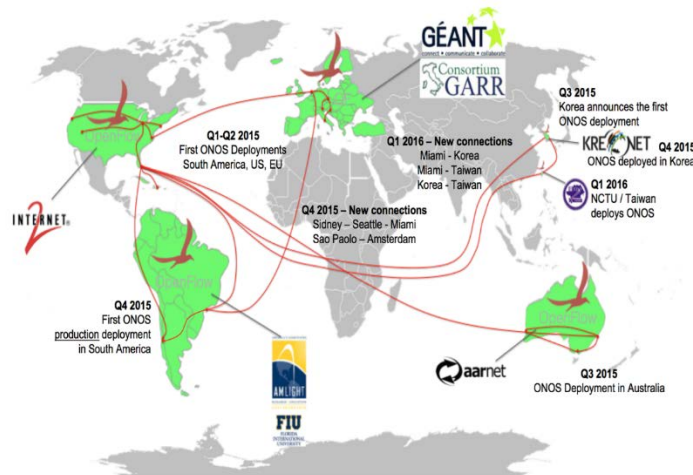 GÉANT
connect • communicate • collaborate
Consortium
GARR
Q3 2015
Korea announces the first
ONOS deployment
KREONET
Q4 2015
ONOS deployed in Korea
Q1 2016
NCTU / Taiwan
deploys ONOS
OpenFlow
Q1-Q2 2015
First ONOS Deployments
South America, US, EU
Q1 2016 – New connections
Miami - Korea
Miami - Taiwan
Korea - Taiwan
INTERNET
2
Q4 2015 – New connections
Sidney – Seattle - Miami
Sao Paolo – Amsterdam
OpenFlow
OpenFlow
Q4 2015
First ONOS
production deployment
in South America
aarnet
Q3 2015
ONOS Deployment in Australia
AMLIGHT
FIU
FLORIDA
INTERNATIONAL
UNIVERSITY